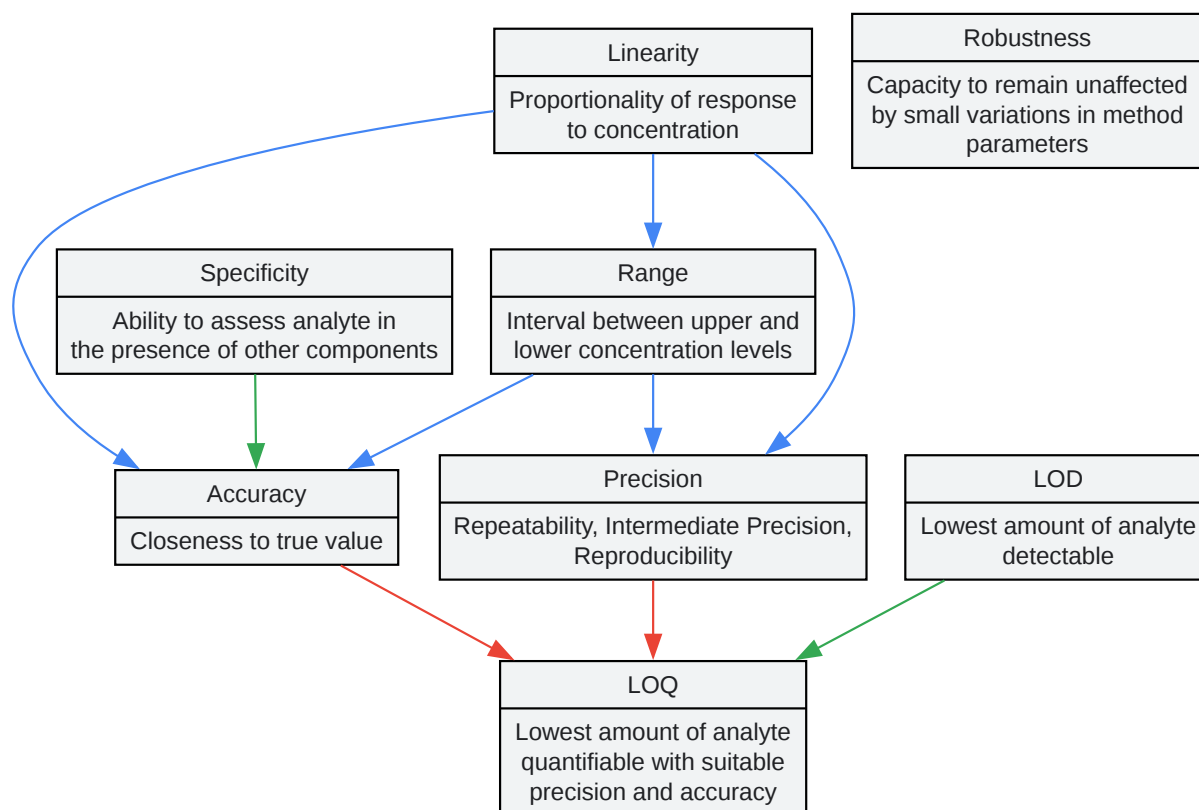 Linearity
Proportionality of response
to concentration
Robustness
Capacity to remain unaffected
by small variations in method
parameters
Specificity
Ability to assess analyte in
the presence of other components
Range
Interval between upper and
lower concentration levels
Accuracy
Closeness to true value
Precision
Repeatability, Intermediate Precision,
Reproducibility
LOD
Lowest amount of analyte
detectable
LOQ
Lowest amount of analyte
quantifiable with suitable
precision and accuracy